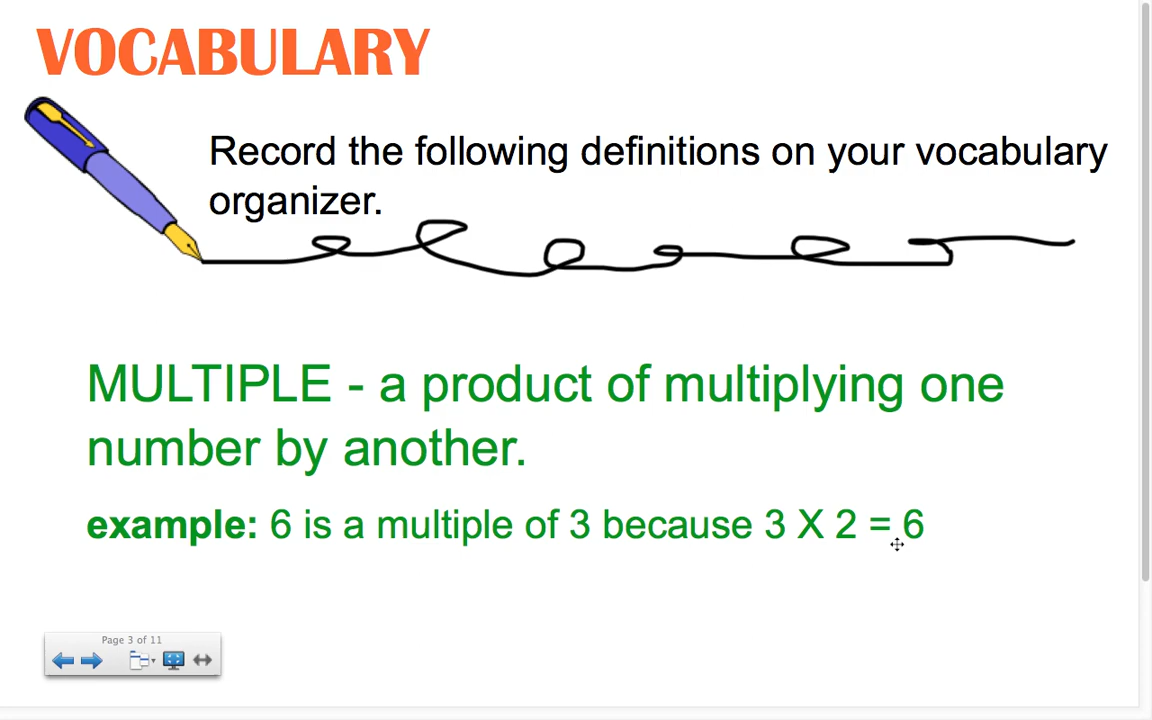 VOCABULARY
Record the following definitions on your vocabulary
organizer.
MULTIPLE - a product of multiplying one
number by another.
example: 6 is a multiple of 3 because 3 X 2 = 6
Page 3 of 11